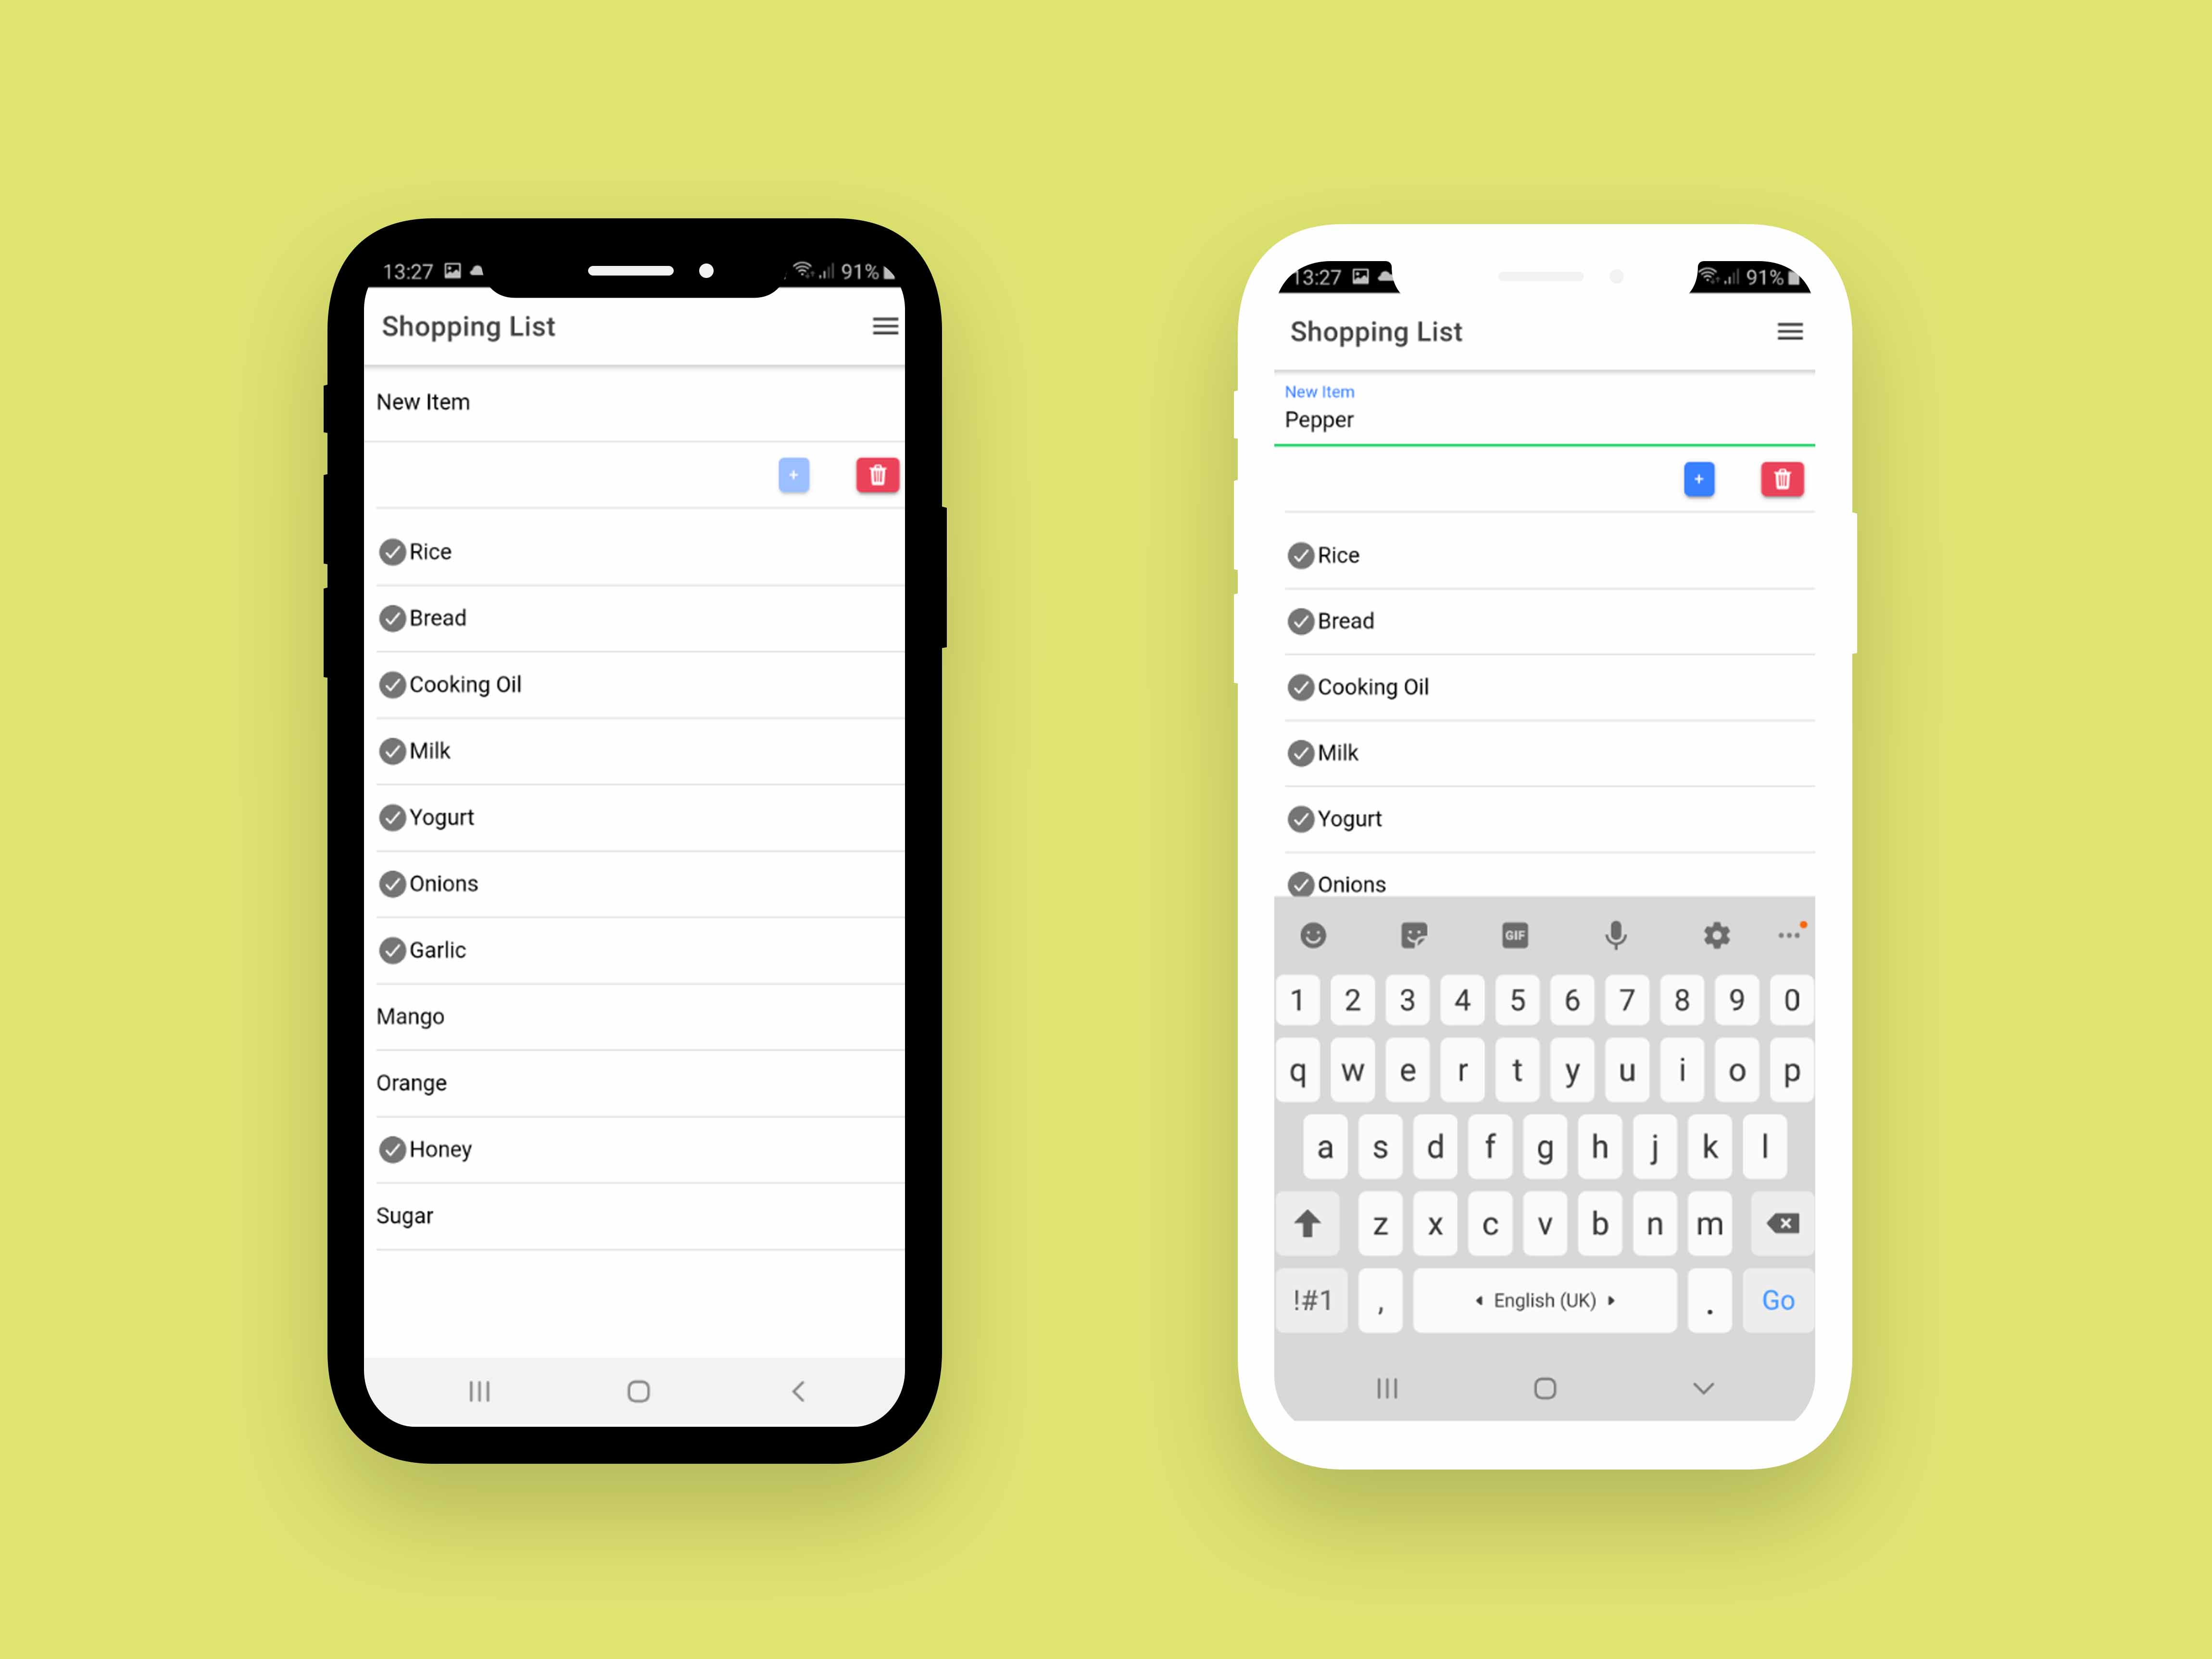 13:27
91%
Shopping List
New Item
+
Rice
Bread
Cooking Oil
Milk
Yogurt
Onions
Garlic
Mango
Orange
Honey
Sugar
13:27
91%
Shopping List
New Item
Pepper
+
Rice
Bread
Cooking Oil
Milk
Yogurt
Onions
GIF
1 2 3 4 5 6 7 8 9 0
q w e r t y u i o p
a s d f g h j k l
z x c v b n m
!#1 , English (UK) . Go